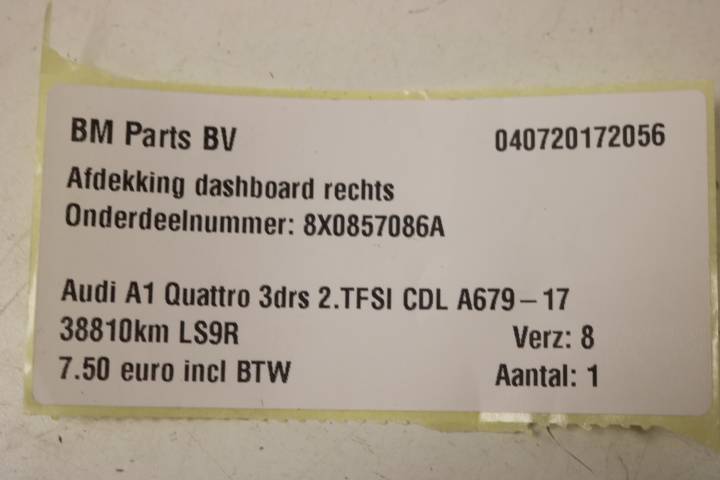 BM Parts BV 040720172056
Afdekking dashboard rechts
Onderdeelnummer: 8X0857086A
Audi A1 Quattro 3drs 2.TFSI CDL A679-17
38810km LS9R Verz: 8
7.50 euro incl BTW Aantal: 1